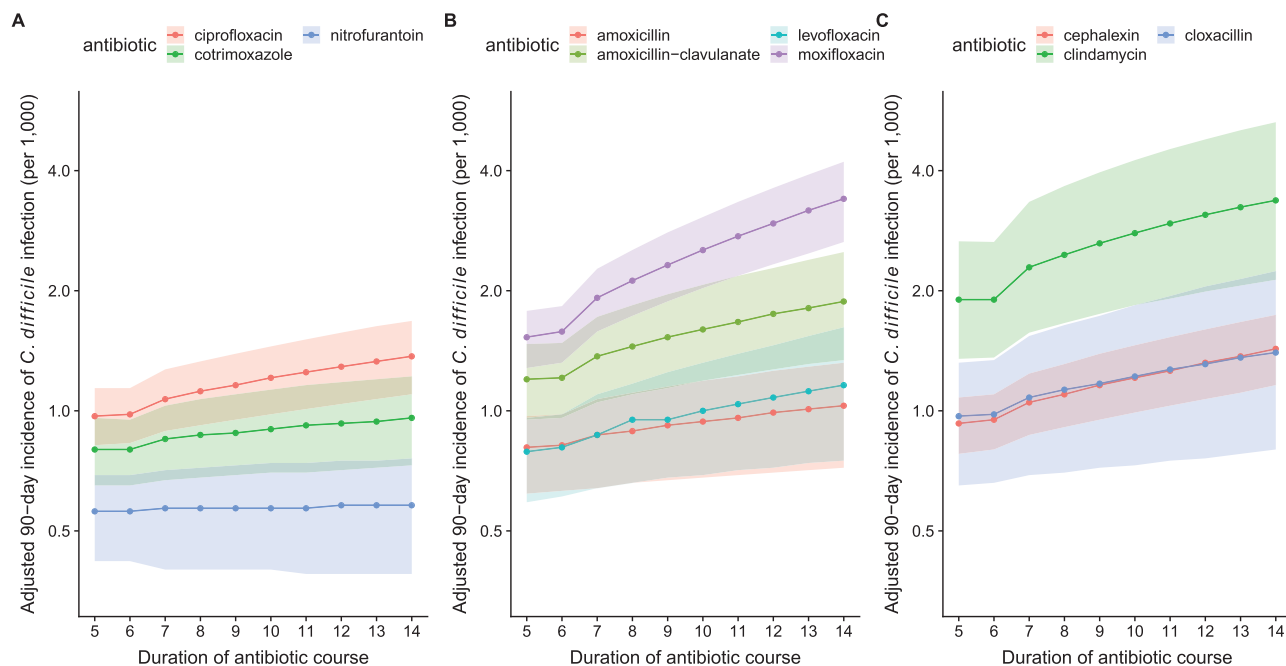 A
antibiotic
ciprofloxacin
nitrofurantoin
cotrimoxazole
Adjusted 90−day incidence of C. difficile infection (per 1,000)
4.0
2.0
1.0
0.5
5 6 7 8 9 10 11 12 13 14
Duration of antibiotic course
B
antibiotic
amoxicillin
levofloxacin
amoxicillin−clavulanate
moxifloxacin
Adjusted 90−day incidence of C. difficile infection (per 1,000)
4.0
2.0
1.0
0.5
5 6 7 8 9 10 11 12 13 14
Duration of antibiotic course
C
antibiotic
cephalexin
cloxacillin
clindamycin
Adjusted 90−day incidence of C. difficile infection (per 1,000)
4.0
2.0
1.0
0.5
5 6 7 8 9 10 11 12 13 14
Duration of antibiotic course